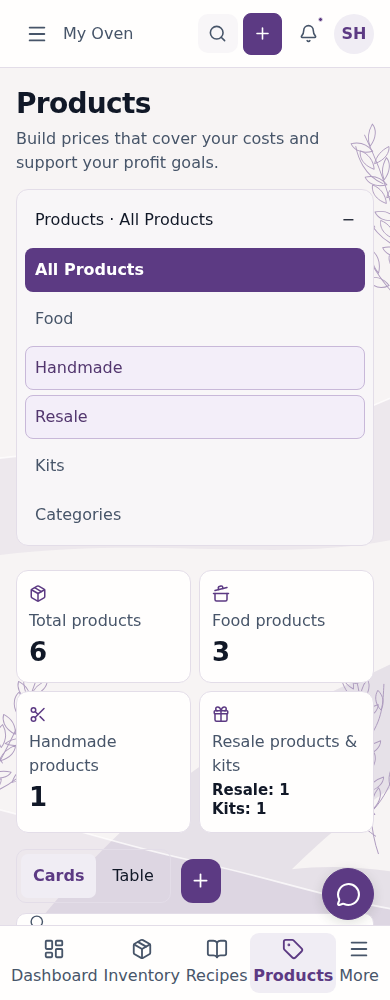 My Oven
SH
Products
Build prices that cover your costs and
support your profit goals.
Products · All Products
All Products
Food
Handmade
Resale
Kits
Categories
Total products
6
Food products
3
Handmade
products
1
Resale products &
kits
Resale: 1
Kits: 1
Cards
Table
Dashboard
Inventory
Recipes
Products
More